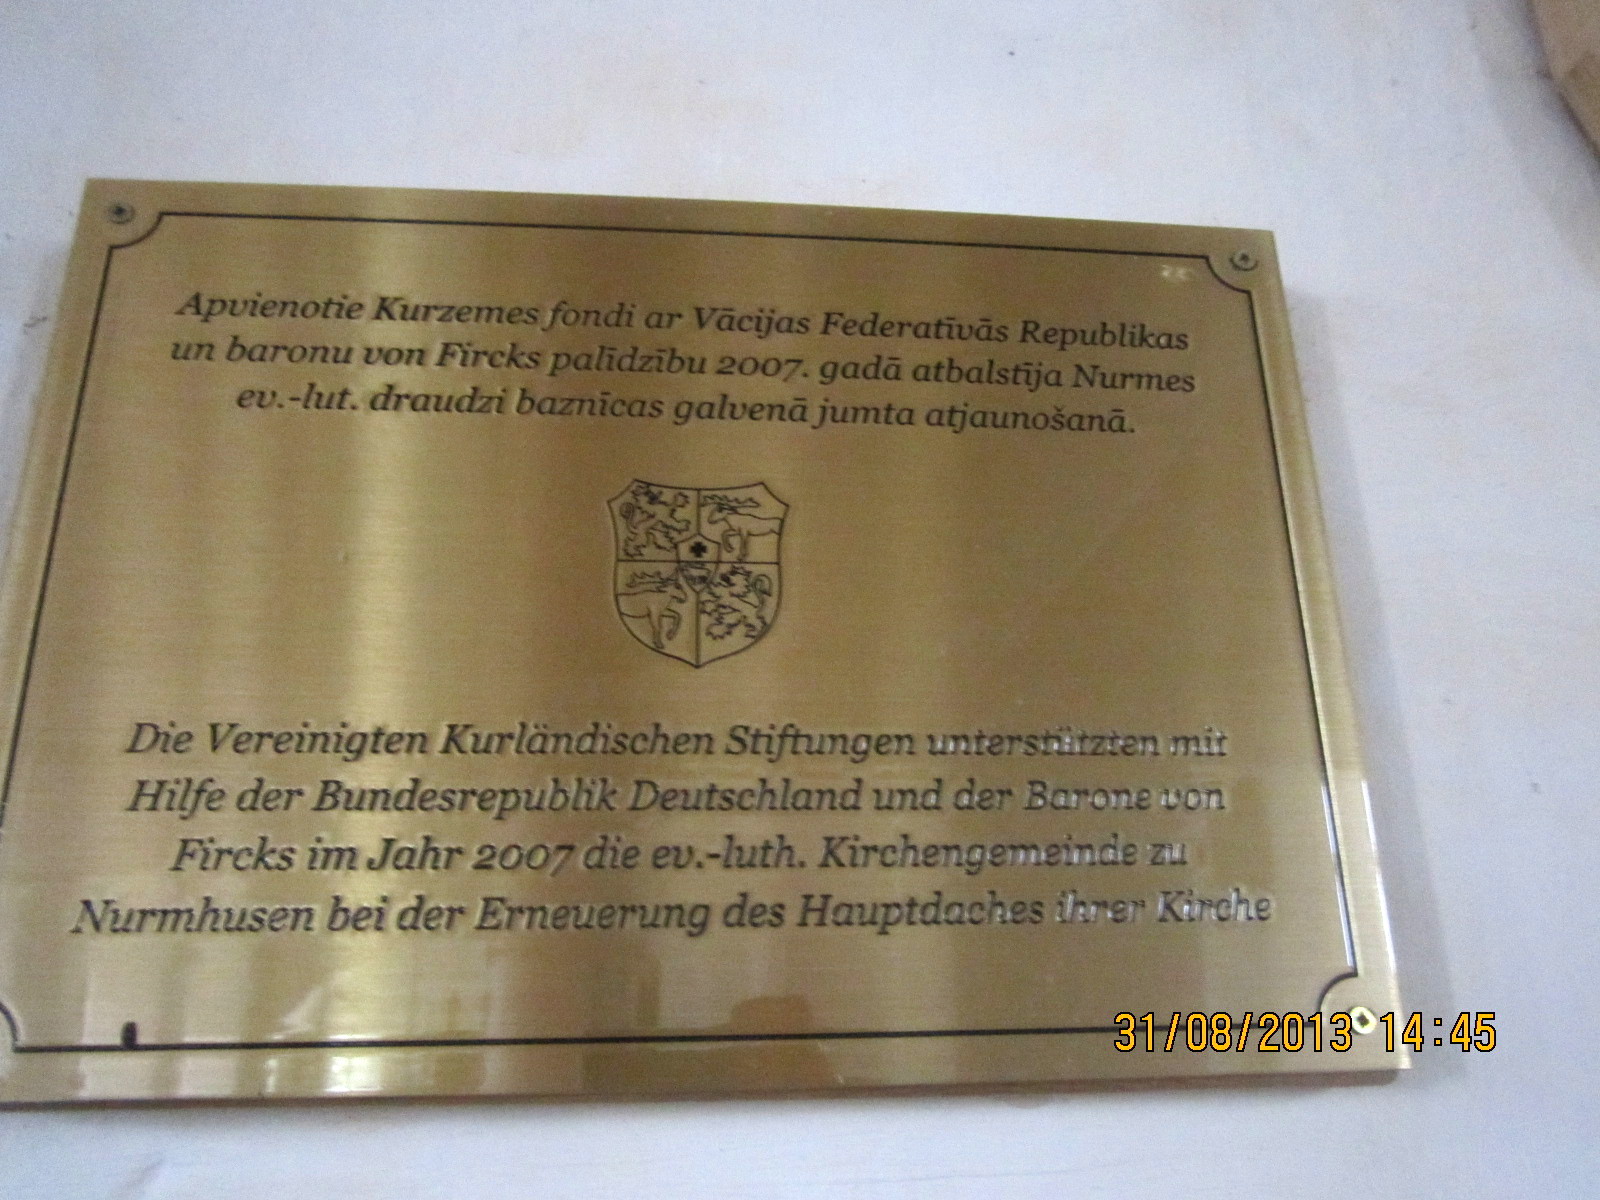 Apvienotie Kurzemes fondi ar Vācijas Federatīvās Republikas
un baronu von Fircks palīdzību 2007. gadā atbalstīja Nurmes
ev.-lut. draudzi baznīcas galvenā jumta atjaunošanā.
Die Vereinigten Kurländischen Stiftungen unterstützten mit
Hilfe der Bundesrepublik Deutschland und der Barone von
Fircks im Jahr 2007 die ev.-luth. Kirchengemeinde zu
Nurmhusen bei der Erneuerung des Hauptdaches ihrer Kirche
31/08/2013 14:45